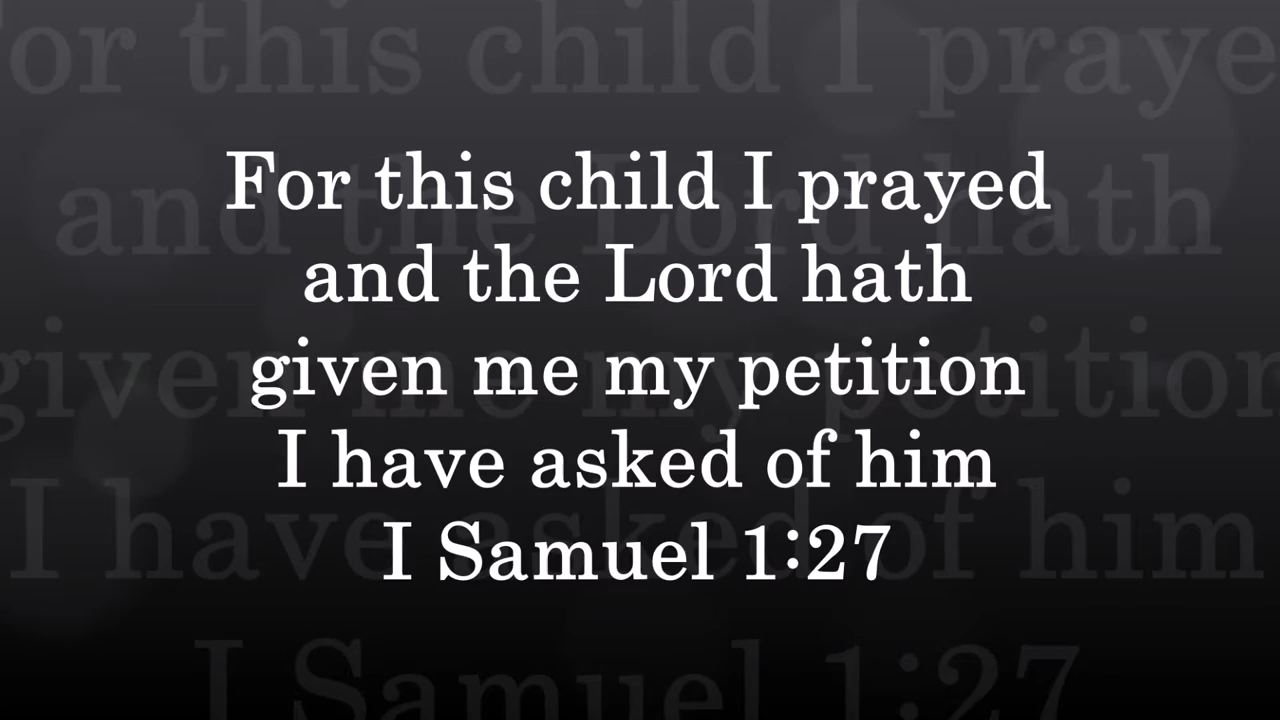 For this child I prayed
and the Lord hath
given me my petition
I have asked of him
I Samuel 1:27